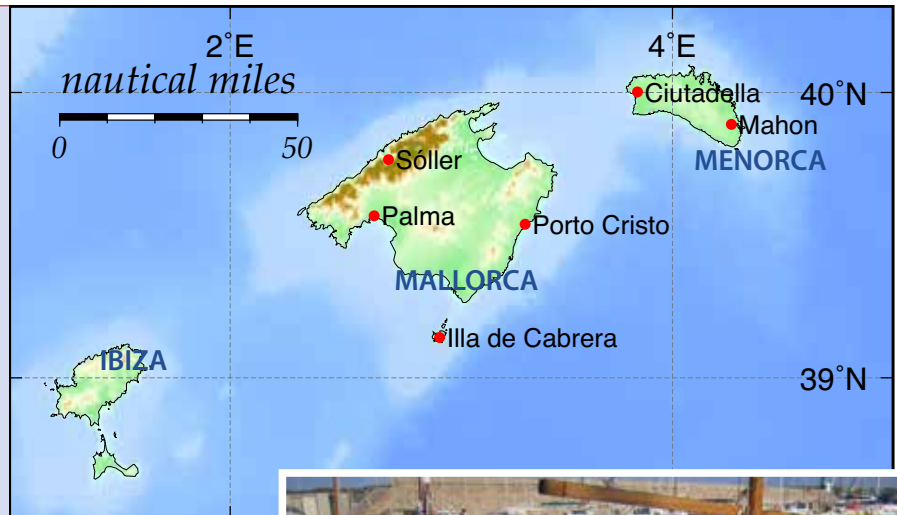 2°E
4°E
nautical miles
0 50
40°N
Ciutadella
Mahon
MENORCA
Sóller
Palma
Porto Cristo
MALLORCA
Illa de Cabrera
IBIZA
39°N